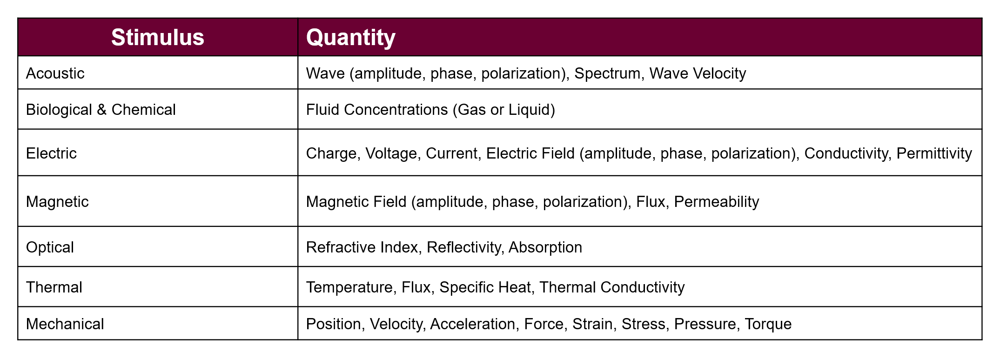 Stimulus Quantity
Acoustic Wave (amplitude, phase, polarization), Spectrum, Wave Velocity
Biological & Chemical Fluid Concentrations (Gas or Liquid)
Electric Charge, Voltage, Current, Electric Field (amplitude, phase, polarization), Conductivity, Permittivity
Magnetic Magnetic Field (amplitude, phase, polarization), Flux, Permeability
Optical Refractive Index, Reflectivity, Absorption
Thermal Temperature, Flux, Specific Heat, Thermal Conductivity
Mechanical Position, Velocity, Acceleration, Force, Strain, Stress, Pressure, Torque